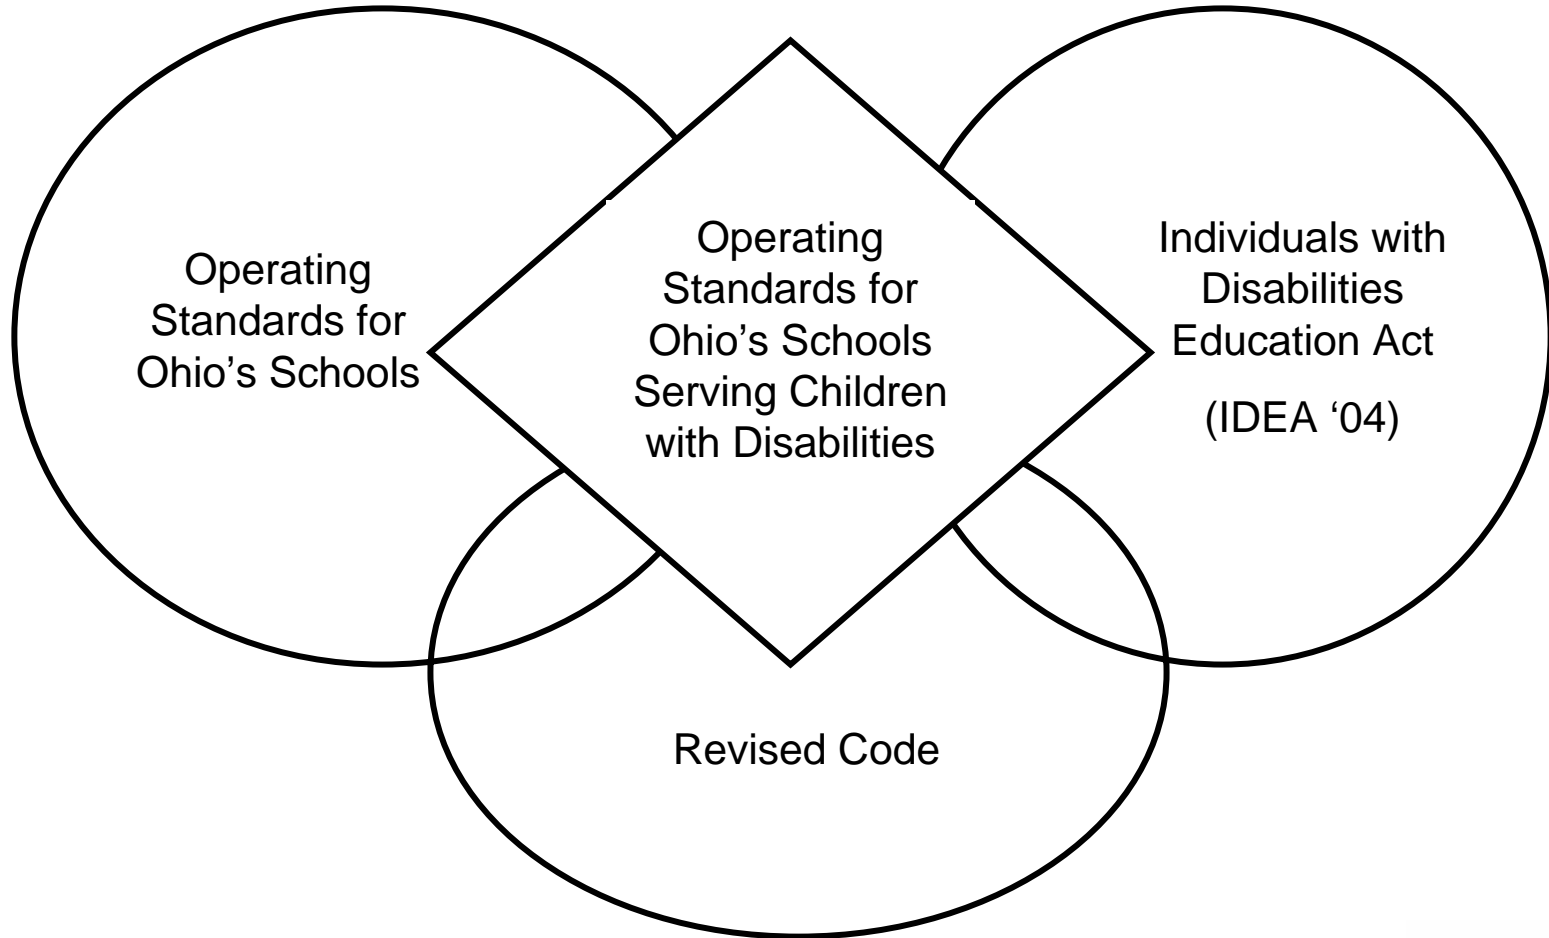 Operating
Standards for
Ohio's Schools
Operating
Standards for
Ohio's Schools
Serving Children
with Disabilities
Individuals with
Disabilities
Education Act
(IDEA ‘04)
Revised Code